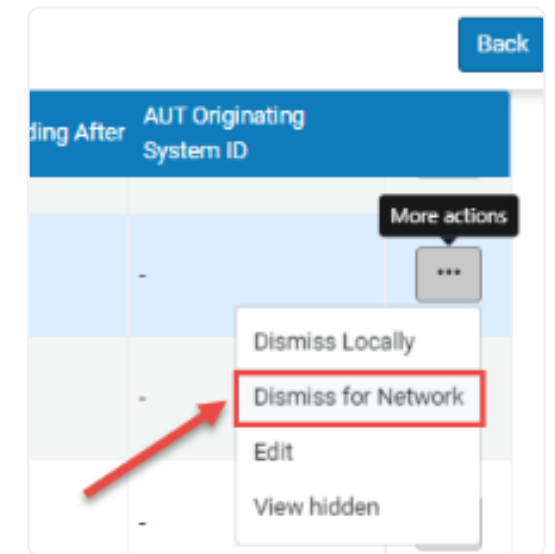 Back
ding After
AUT Originating
System ID
More actions
-
...
Dismiss Locally
-
Dismiss for Network
Edit
View hidden
-